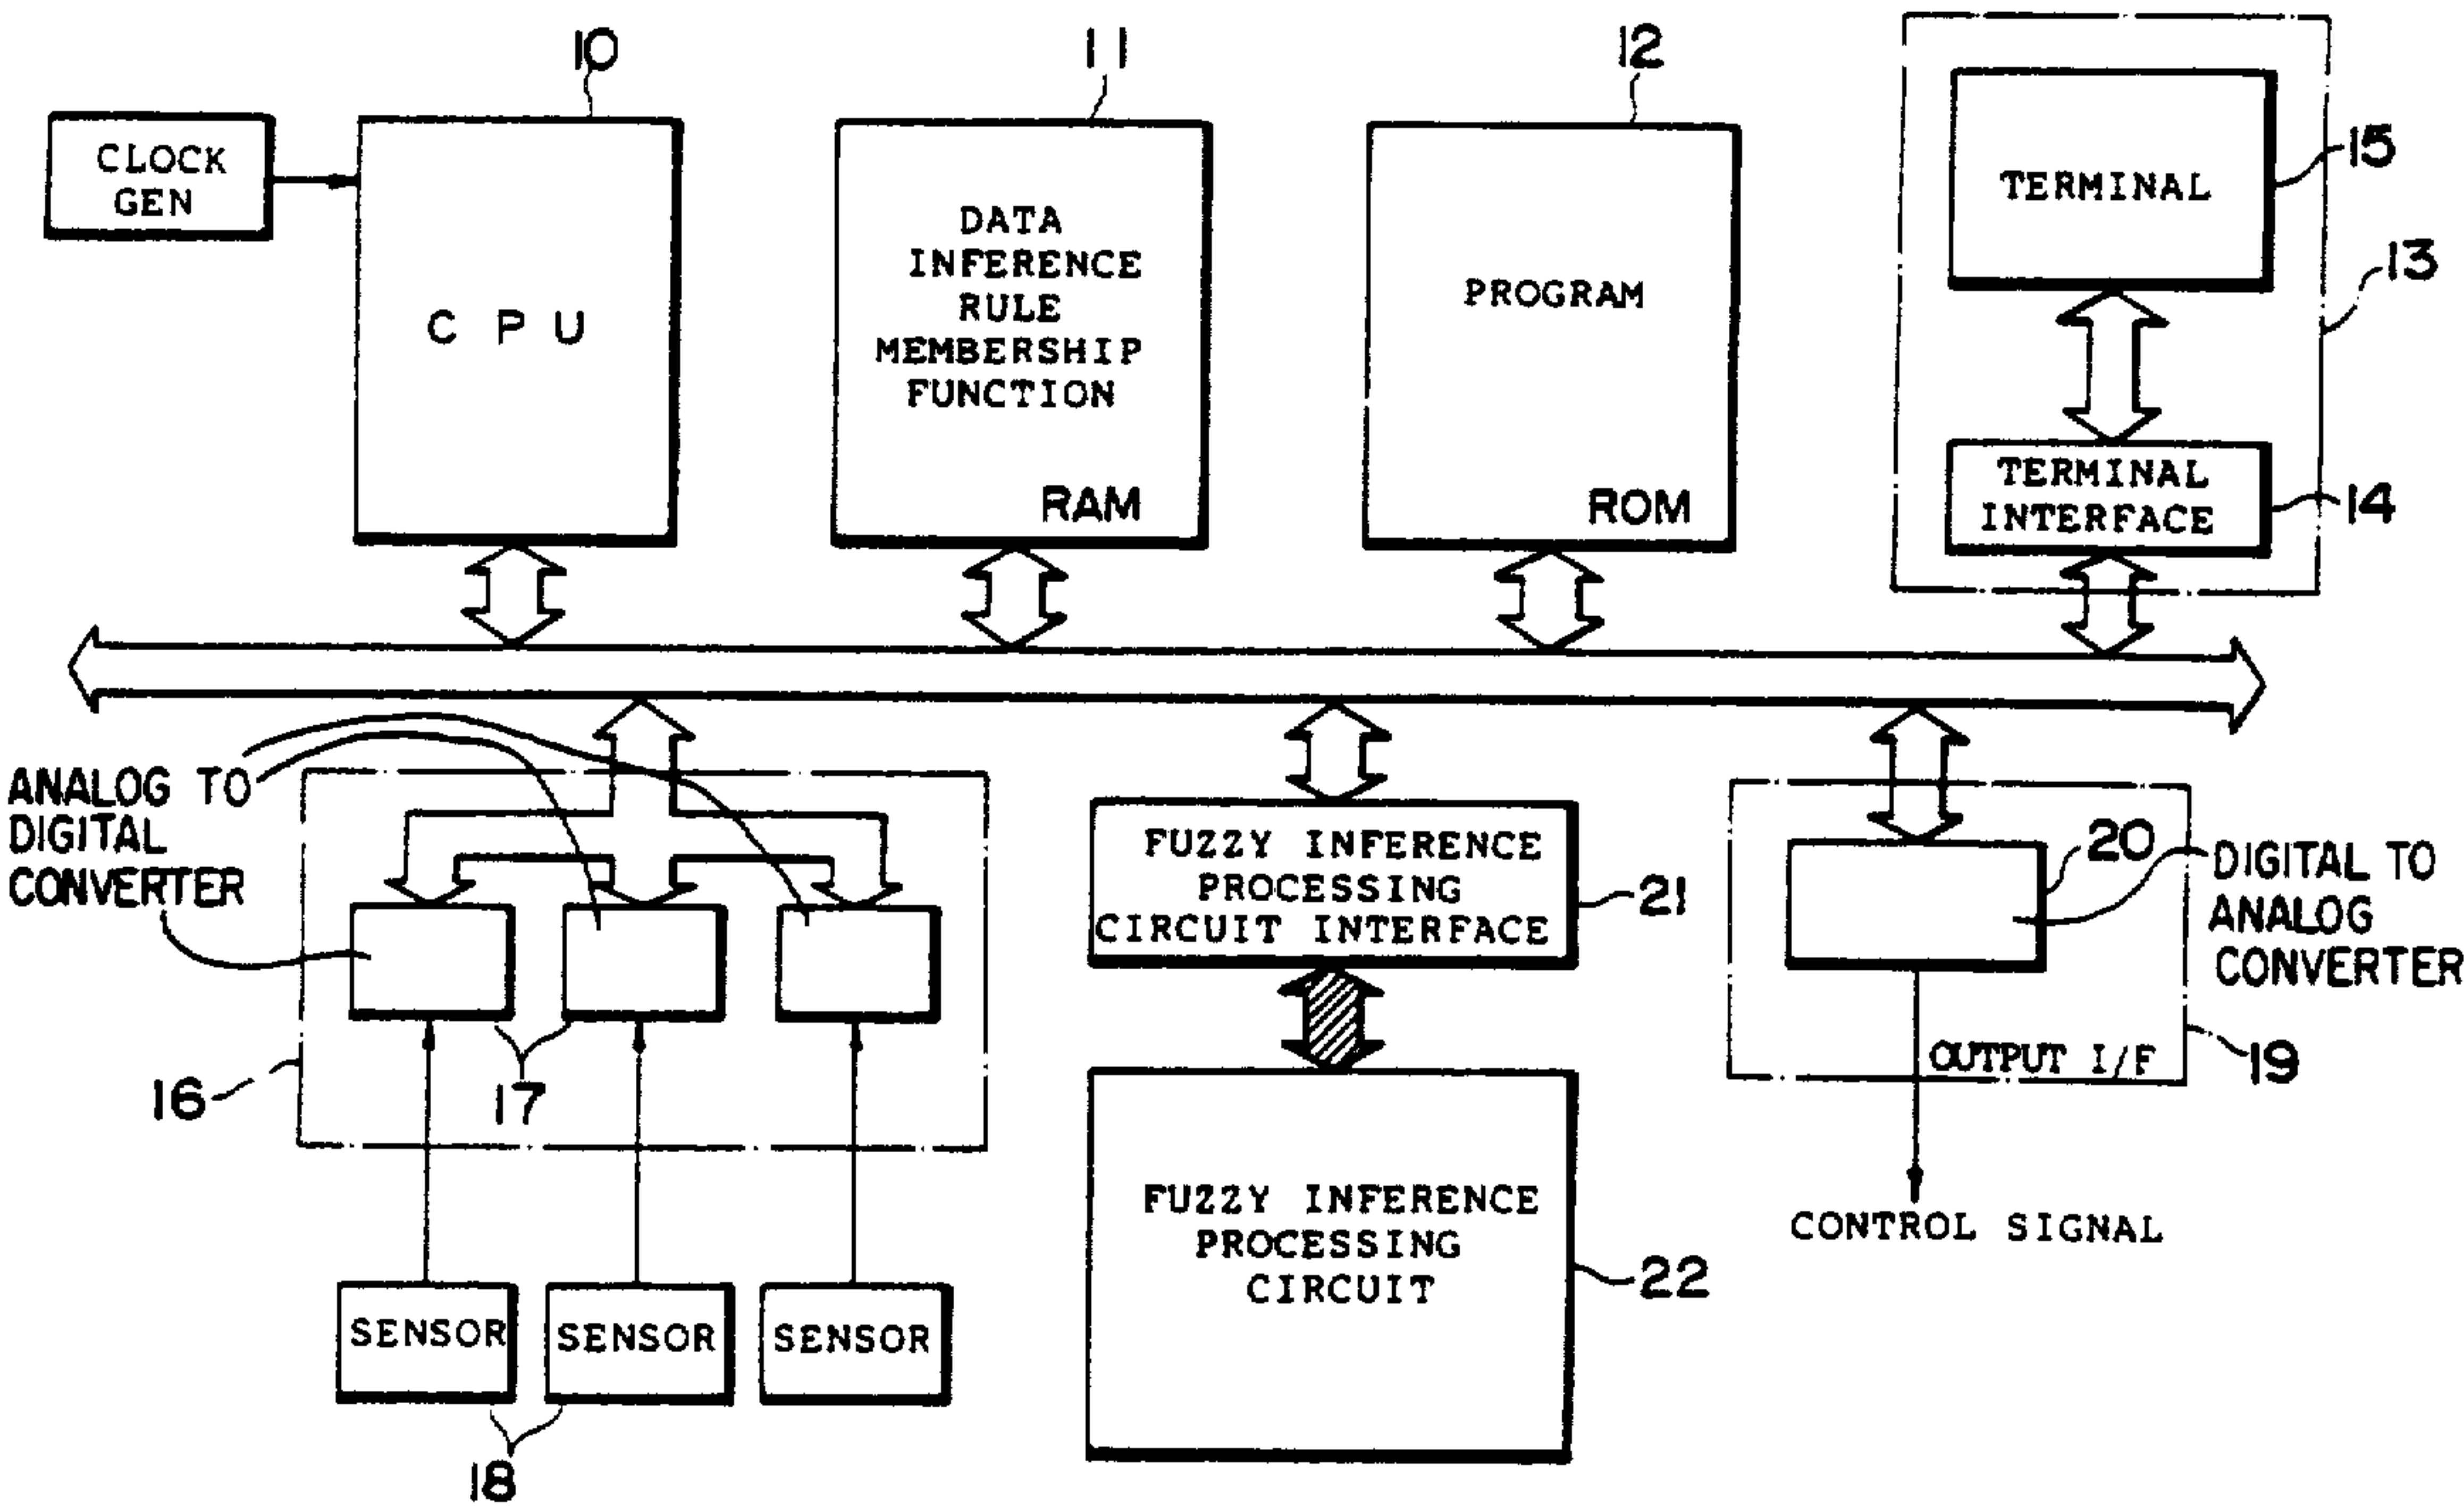 10
11
12
CLOCK
GEN
C P U
DATA
INFERENCE
RULE
MEMBERSHIP
FUNCTION
RAM
PROGRAM
ROM
TERMINAL
15
13
TERMINAL
INTERFACE
14
ANALOG TO
DIGITAL
CONVERTER
16
17
SENSOR
SENSOR
SENSOR
18
FUZZY INFERENCE
PROCESSING
CIRCUIT INTERFACE
21
FUZZY INFERENCE
PROCESSING
CIRCUIT
22
20
DIGITAL TO
ANALOG
CONVERTER
OUTPUT I/F
19
CONTROL SIGNAL